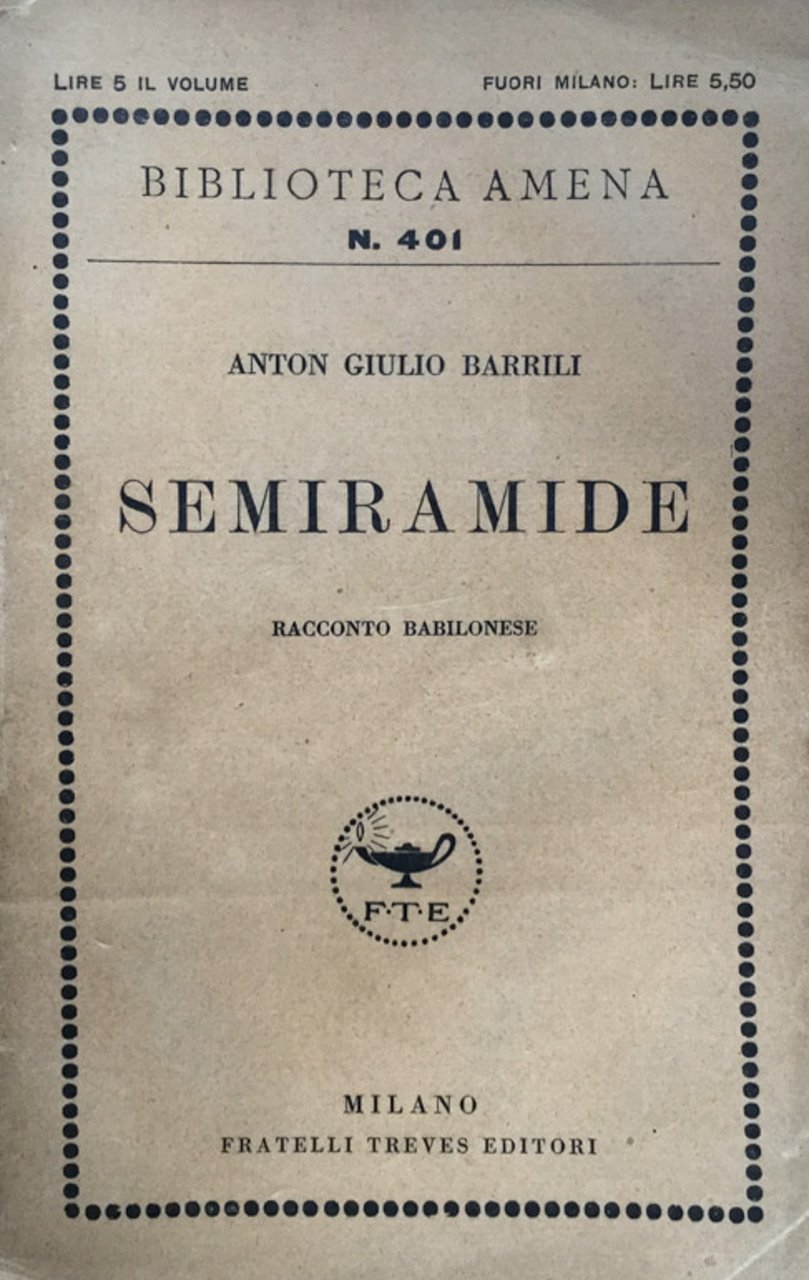 LIRE 5 IL VOLUME FUORI MILANO: LIRE 5,50
BIBLIOTECA AMENA
N. 401
ANTON GIULIO BARRILI
SEMIRAMIDE
RACCONTO BABILONESE
F·T·E
MILANO
FRATELLI TREVES EDITORI